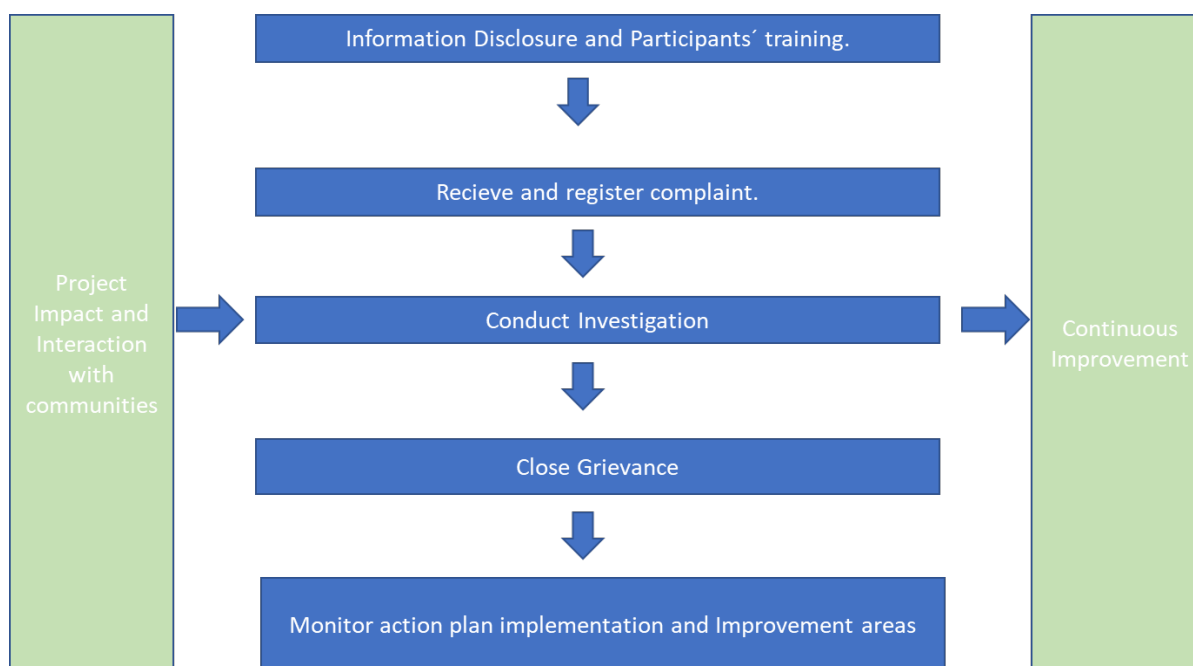 Information Disclosure and Participants´ training.
Recieve and register complaint.
Project
Impact and
Interaction
with
communities
Conduct Investigation
Continuous
Improvement
Close Grievance
Monitor action plan implementation and Improvement areas